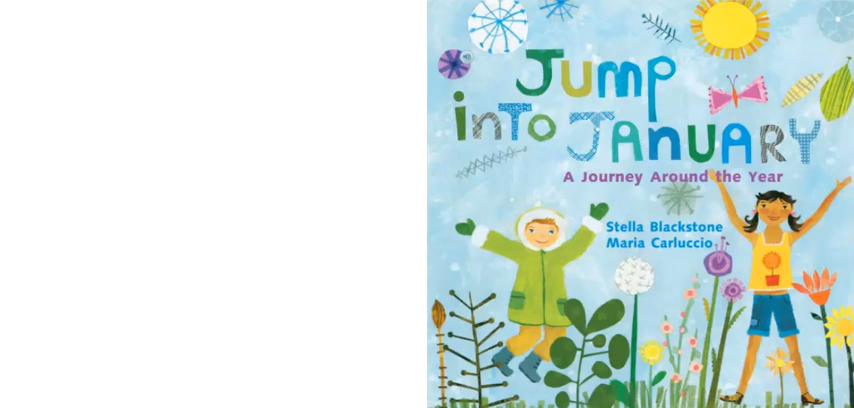 Jump
into January
A Journey Around the Year
Stella Blackstone
Maria Carluccio